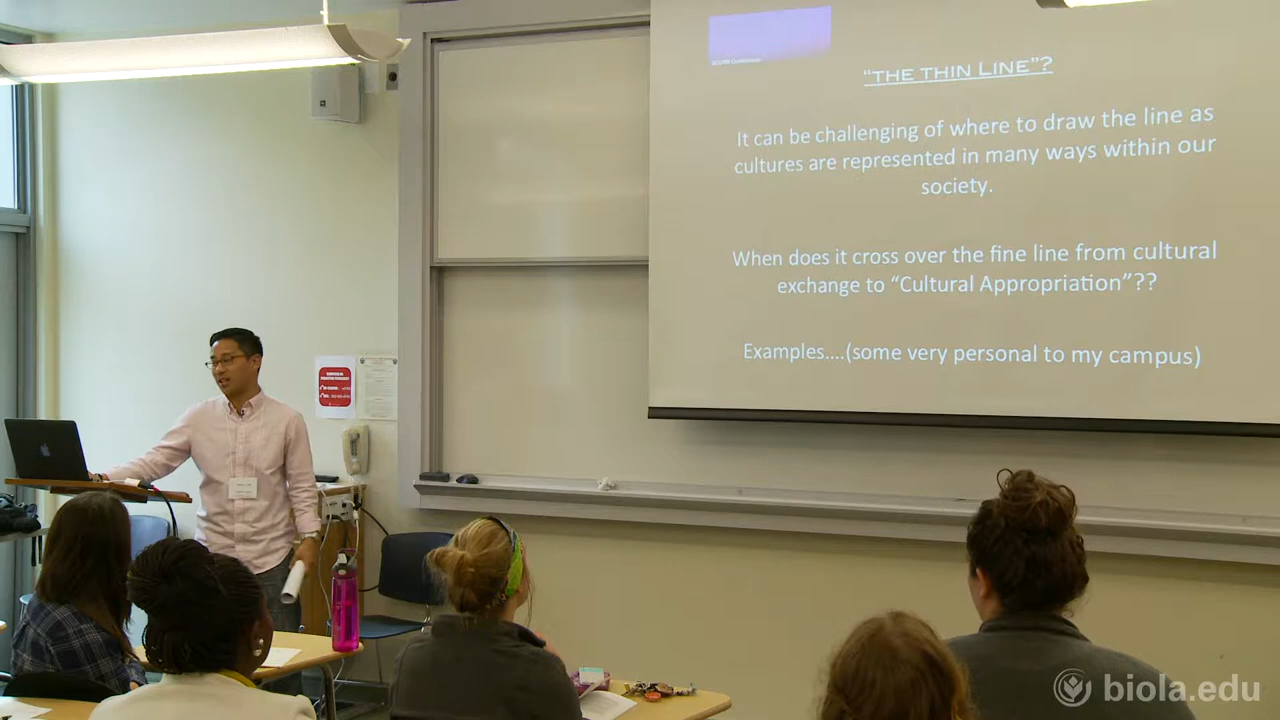 “THE THIN LINE”?
It can be challenging of where to draw the line as
cultures are represented in many ways within our
society.
When does it cross over the fine line from cultural
exchange to “Cultural Appropriation”??
Examples....(some very personal to my campus)
biola.edu